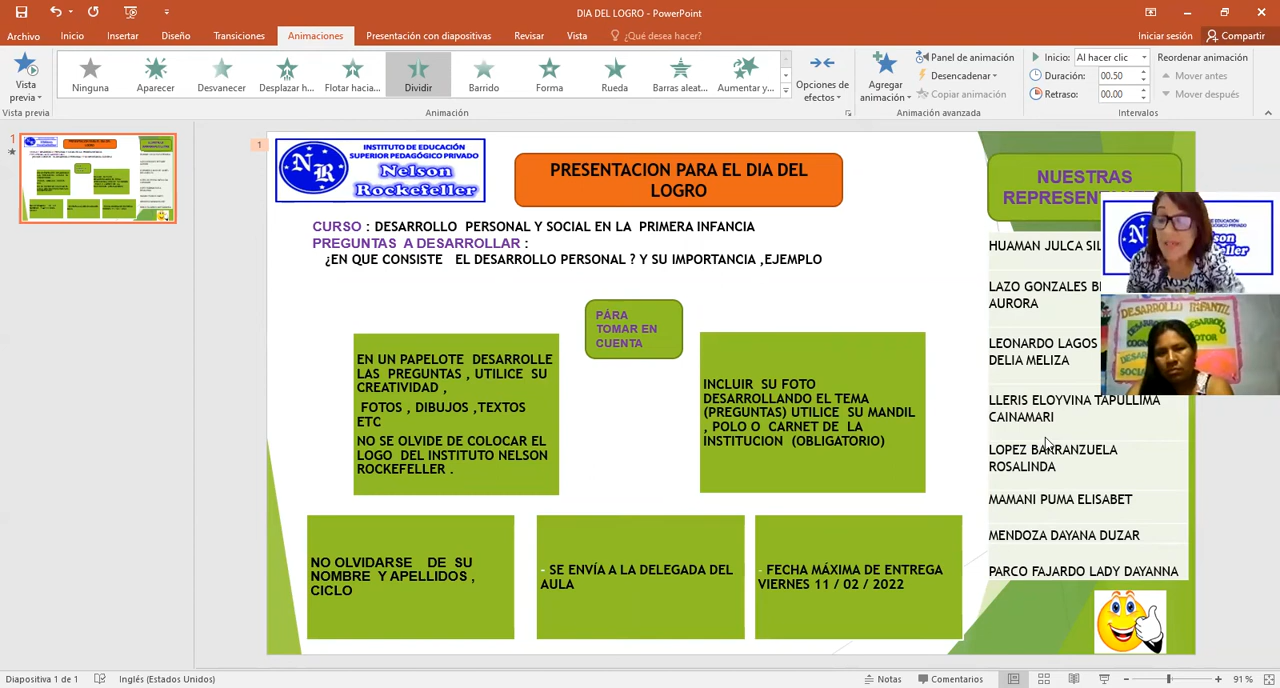 DIA DEL LOGRO - PowerPoint
Archivo Inicio Insertar Diseño Transiciones Animaciones Presentación con diapositivas Revisar Vista ¿Qué desea hacer? Iniciar sesión Compartir
Vista previa
Ninguna Aparecer Desvanecer Desplazar h... Flotar hacia... Dividir Barrido Forma Rueda Barras aleat... Aumentar y...
Opciones de efectos
Agregar animación
Panel de animación
Desencadenar
Copiar animación
Inicio: Al hacer clic
Duración: 00.50
Retraso: 00.00
Reordenar animación
Mover antes
Mover después
Vista previa Animación Animación avanzada Intervalos
1
1
INSTITUTO DE EDUCACIÓN
SUPERIOR PEDAGÓGICO PRIVADO
NR
Nelson
Rockefeller
PRESENTACION PARA EL DIA DEL
LOGRO
CURSO : DESARROLLO PERSONAL Y SOCIAL EN LA PRIMERA INFANCIA
PREGUNTAS A DESARROLLAR :
¿EN QUE CONSISTE EL DESARROLLO PERSONAL ? Y SU IMPORTANCIA ,EJEMPLO
PÁRA
TOMAR EN
CUENTA
EN UN PAPELOTE DESARROLLE
LAS PREGUNTAS , UTILICE SU
CREATIVIDAD ,
FOTOS , DIBUJOS ,TEXTOS
ETC
NO SE OLVIDE DE COLOCAR EL
LOGO DEL INSTITUTO NELSON
ROCKEFELLER .
INCLUIR SU FOTO
DESARROLLANDO EL TEMA
(PREGUNTAS) UTILICE SU MANDIL
, POLO O CARNET DE LA
INSTITUCION (OBLIGATORIO)
NO OLVIDARSE DE SU
NOMBRE Y APELLIDOS ,
CICLO
- SE ENVÍA A LA DELEGADA DEL
AULA
- FECHA MÁXIMA DE ENTREGA
VIERNES 11 / 02 / 2022
NUESTRAS
HUAMAN JULCA
LAZO GONZALES
AURORA
LEONARDO LAGOS
DELIA MELIZA
LLERIS ELOYVINA TAPULLIMA
CAINAMARI
LOPEZ BARRANZUELA
ROSALINDA
MAMANI PUMA ELISABET
MENDOZA DAYANA DUZAR
PARCO FAJARDO LADY DAYANNA
DESARROLLO INFANTIL
Diapositiva 1 de 1 Inglés (Estados Unidos) Notas Comentarios 91 %